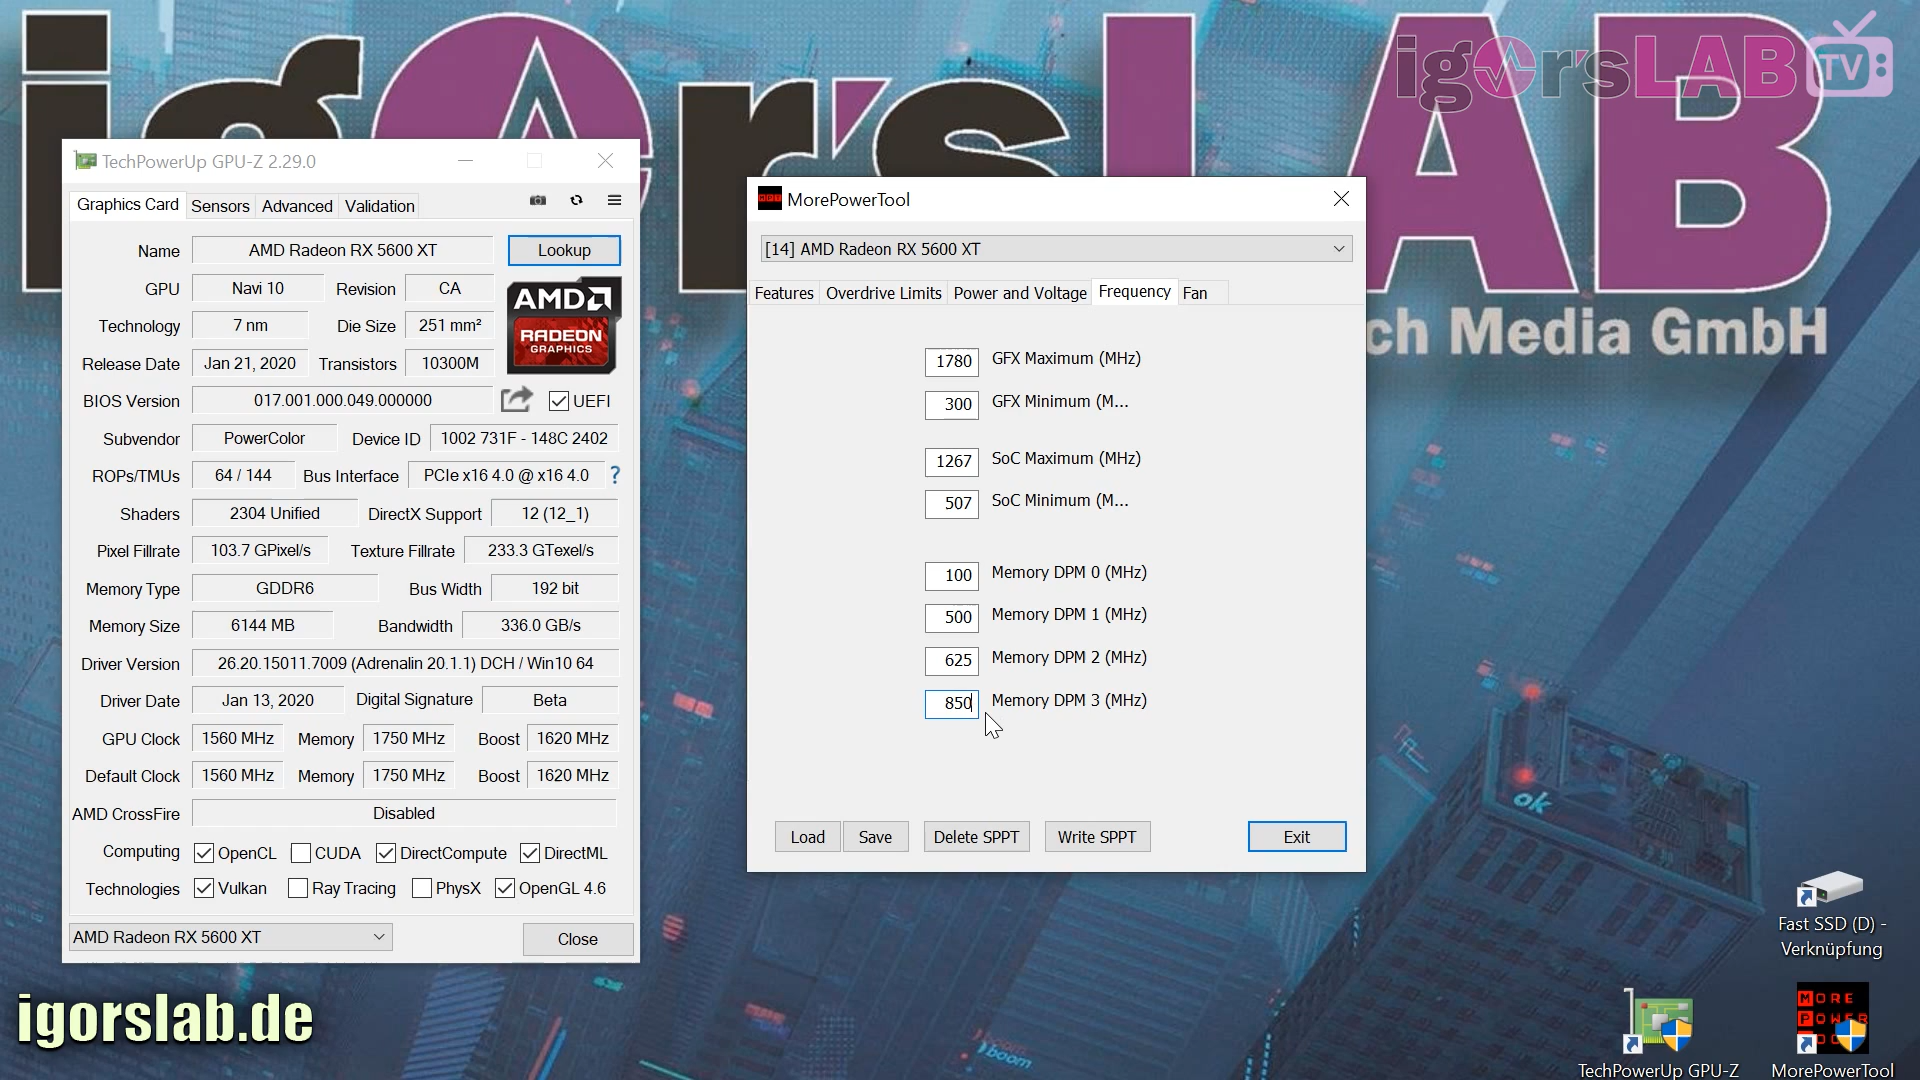 igor'sLAB
igor'sLAB TV
ch Media GmbH
TechPowerUp GPU-Z 2.29.0
Graphics Card Sensors Advanced Validation
Name AMD Radeon RX 5600 XT Lookup
GPU Navi 10 Revision CA
AMD RADEON GRAPHICS
Technology 7 nm Die Size 251 mm²
Release Date Jan 21, 2020 Transistors 10300M
BIOS Version 017.001.000.049.000000 UEFI
Subvendor PowerColor Device ID 1002 731F - 148C 2402
ROPs/TMUs 64 / 144 Bus Interface PCIe x16 4.0 @ x16 4.0 ?
Shaders 2304 Unified DirectX Support 12 (12_1)
Pixel Fillrate 103.7 GPixel/s Texture Fillrate 233.3 GTexel/s
Memory Type GDDR6 Bus Width 192 bit
Memory Size 6144 MB Bandwidth 336.0 GB/s
Driver Version 26.20.15011.7009 (Adrenalin 20.1.1) DCH / Win10 64
Driver Date Jan 13, 2020 Digital Signature Beta
GPU Clock 1560 MHz Memory 1750 MHz Boost 1620 MHz
Default Clock 1560 MHz Memory 1750 MHz Boost 1620 MHz
AMD CrossFire Disabled
Computing OpenCL CUDA DirectCompute DirectML
Technologies Vulkan Ray Tracing PhysX OpenGL 4.6
AMD Radeon RX 5600 XT Close
MPT MorePowerTool
[14] AMD Radeon RX 5600 XT
Features Overdrive Limits Power and Voltage Frequency Fan
1780 GFX Maximum (MHz)
300 GFX Minimum (M...
1267 SoC Maximum (MHz)
507 SoC Minimum (M...
100 Memory DPM 0 (MHz)
500 Memory DPM 1 (MHz)
625 Memory DPM 2 (MHz)
850 Memory DPM 3 (MHz)
Load Save Delete SPPT Write SPPT Exit
ok
boom
Fast SSD (D) -
Verknüpfung
igorslab.de
MORE
POWER
TechPowerUp GPU-Z
MorePowerTool